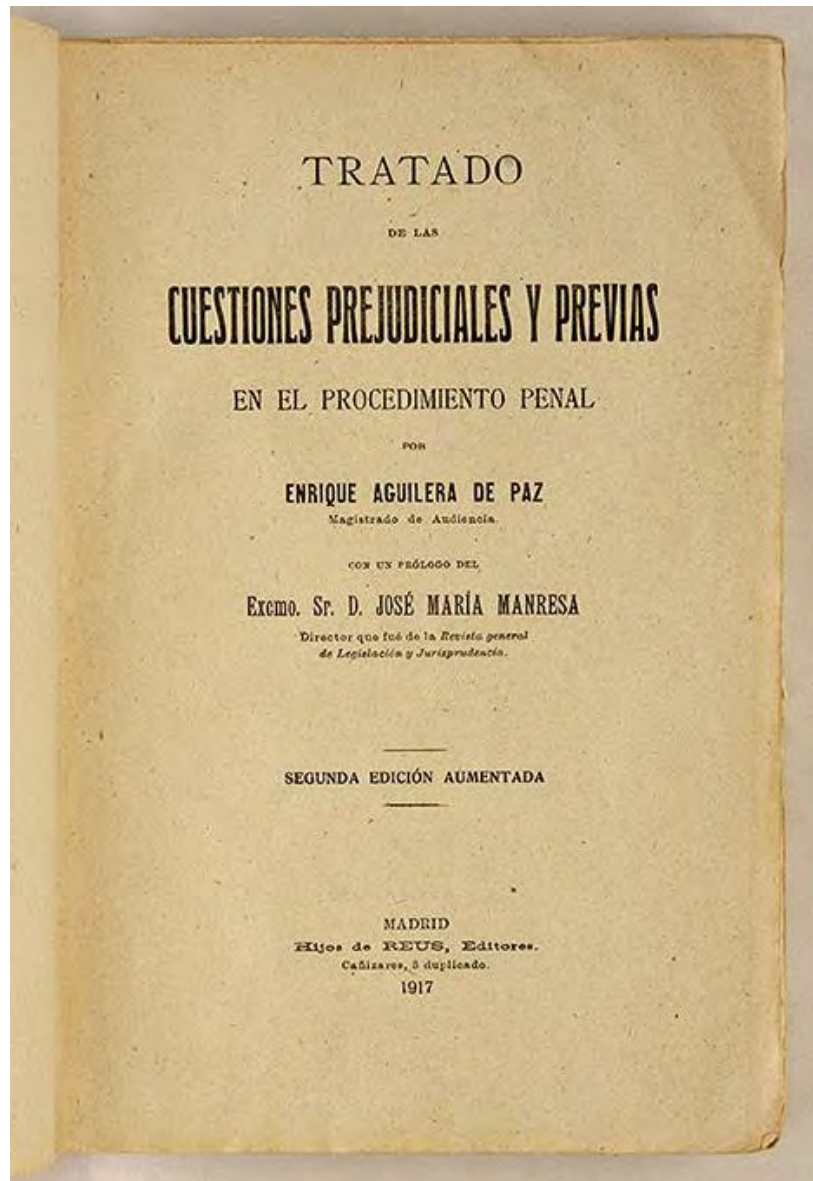 TRATADO
DE LAS
CUESTIONES PREJUDICIALES Y PREVIAS
EN EL PROCEDIMIENTO PENAL
POR
ENRIQUE AGUILERA DE PAZ
Magistrado de Audiencia.
CON UN PRÓLOGO DEL
Excmo. Sr. D. JOSÉ MARÍA MANRESA
Director que fué de la Revista general
de Legislación y Jurisprudencia.
SEGUNDA EDICIÓN AUMENTADA
MADRID
Hijos de REUS, Editores.
Cañizares, 3 duplicado.
1917